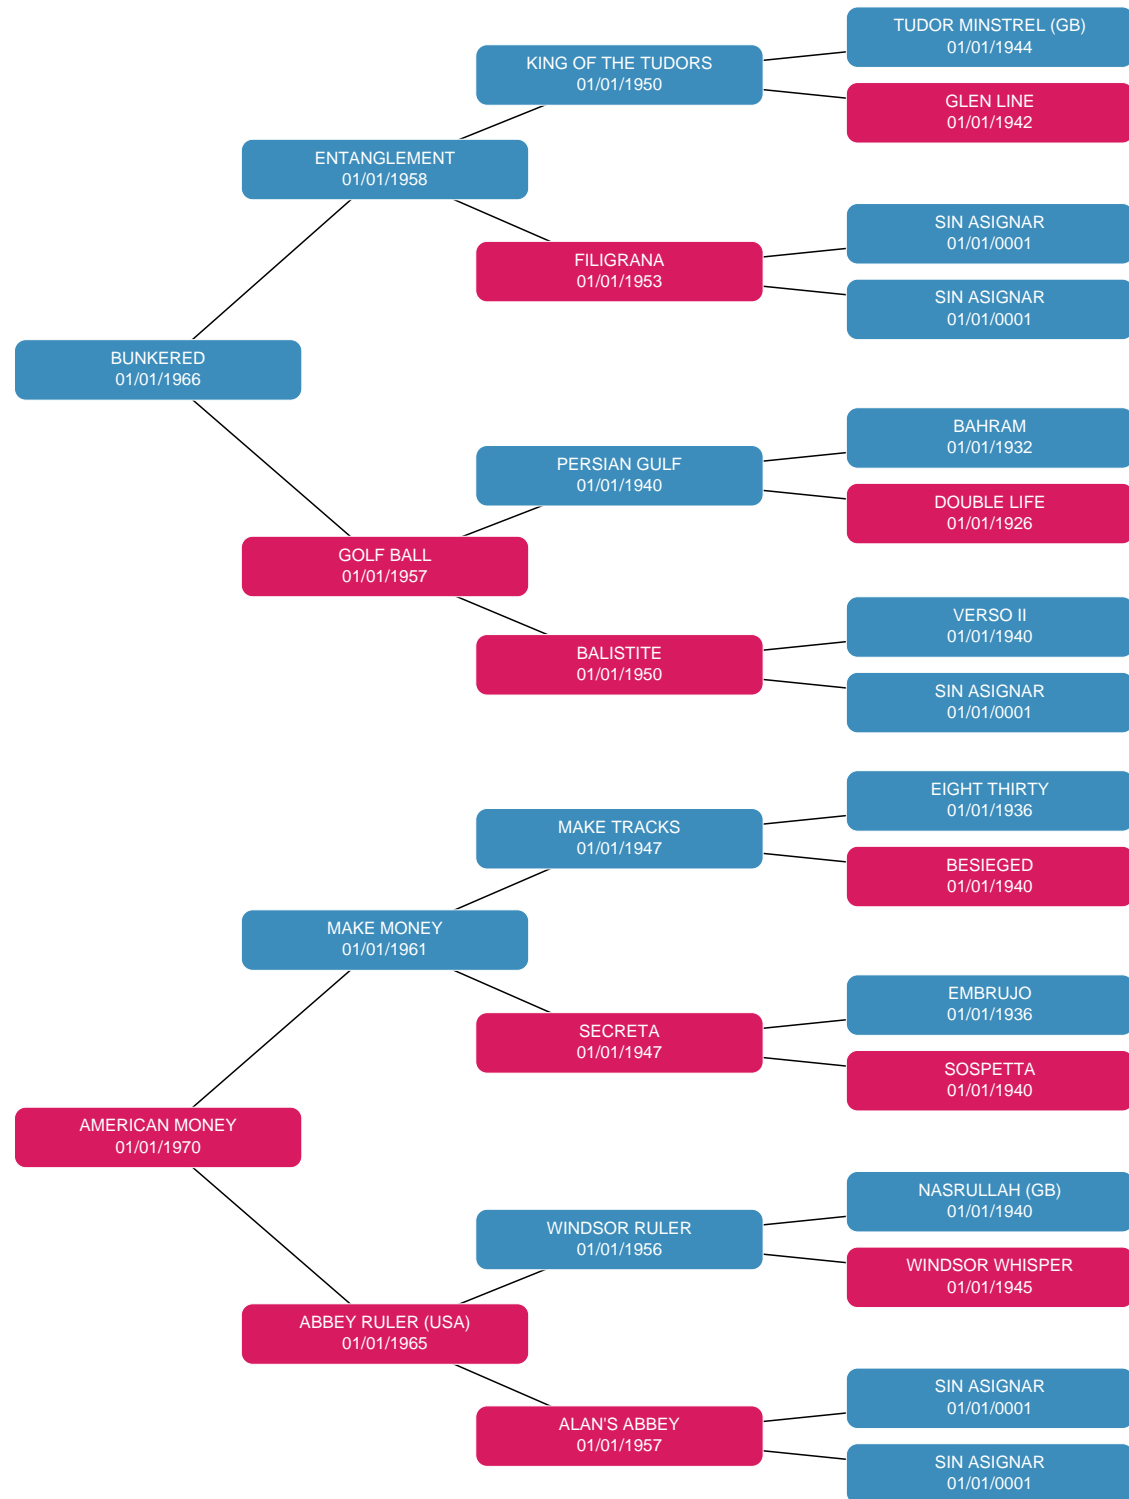 TUDOR MINSTREL (GB)
01/01/1944
KING OF THE TUDORS
01/01/1950
GLEN LINE
01/01/1942
ENTANGLEMENT
01/01/1958
SIN ASIGNAR
01/01/0001
FILIGRANA
01/01/1953
SIN ASIGNAR
01/01/0001
BUNKERED
01/01/1966
BAHRAM
01/01/1932
PERSIAN GULF
01/01/1940
DOUBLE LIFE
01/01/1926
GOLF BALL
01/01/1957
VERSO II
01/01/1940
BALISTITE
01/01/1950
SIN ASIGNAR
01/01/0001
EIGHT THIRTY
01/01/1936
MAKE TRACKS
01/01/1947
BESIEGED
01/01/1940
MAKE MONEY
01/01/1961
EMBRUJO
01/01/1936
SECRETA
01/01/1947
SOSPETTA
01/01/1940
AMERICAN MONEY
01/01/1970
NASRULLAH (GB)
01/01/1940
WINDSOR RULER
01/01/1956
WINDSOR WHISPER
01/01/1945
ABBEY RULER (USA)
01/01/1965
SIN ASIGNAR
01/01/0001
ALAN'S ABBEY
01/01/1957
SIN ASIGNAR
01/01/0001